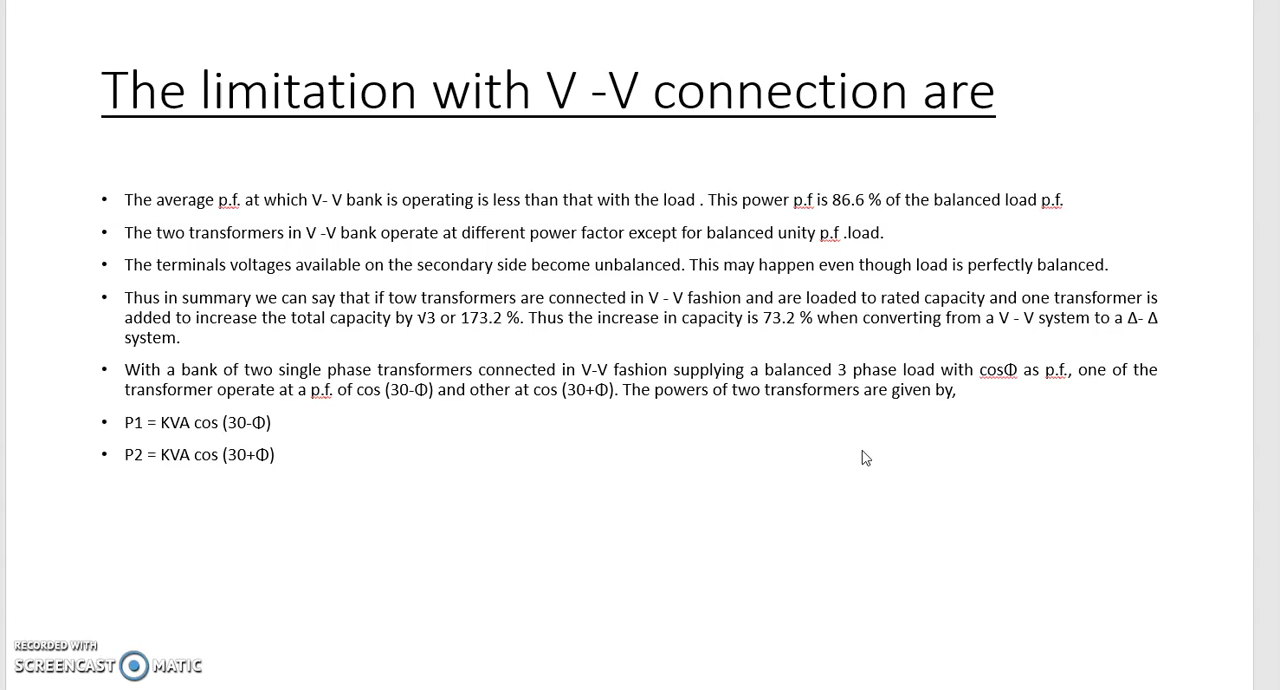 The limitation with V -V connection are
• The average p.f. at which V- V bank is operating is less than that with the load . This power p.f is 86.6 % of the balanced load p.f.
• The two transformers in V -V bank operate at different power factor except for balanced unity p.f .load.
• The terminals voltages available on the secondary side become unbalanced. This may happen even though load is perfectly balanced.
• Thus in summary we can say that if tow transformers are connected in V - V fashion and are loaded to rated capacity and one transformer is
added to increase the total capacity by √3 or 173.2 %. Thus the increase in capacity is 73.2 % when converting from a V - V system to a Δ- Δ
system.
• With a bank of two single phase transformers connected in V-V fashion supplying a balanced 3 phase load with cosΦ as p.f., one of the
transformer operate at a p.f. of cos (30-Φ) and other at cos (30+Φ). The powers of two transformers are given by,
• P1 = KVA cos (30-Φ)
• P2 = KVA cos (30+Φ)
RECORDED WITH
SCREENCAST MATIC